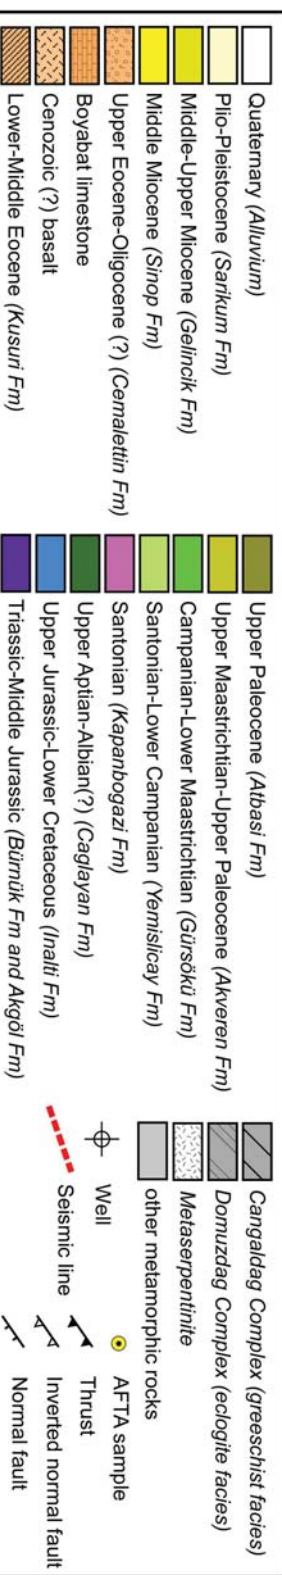 Quaternary (Alluvium)
Plio-Pleistocene (Sarikum Fm)
Middle-Upper Miocene (Gelincik Fm)
Middle Miocene (Sinop Fm)
Upper Eocene-Oligocene (?) (Cemalettin Fm)
Boyabat limestone
Cenozoic (?) basalt
Lower-Middle Eocene (Kusuri Fm)
Upper Paleocene (Atbasi Fm)
Upper Maastrichtian-Upper Paleocene (Akveren Fm)
Campanian-Lower Maastrichtian (Gürsökü Fm)
Santonian-Lower Campanian (Yemislicay Fm)
Santonian (Kapanbogazi Fm)
Upper Aptian-Albian(?) (Caglayan Fm)
Upper Jurassic-Lower Cretaceous (Inalti Fm)
Triassic-Middle Jurassic (Bürnük Fm and Akgöl Fm)
Cangaldag Complex (greeschist facies)
Domuzdag Complex (eclogite facies)
Metaserpentinite
other metamorphic rocks
Well
Seismic line
AFTA sample
Thrust
Inverted normal fault
Normal fault